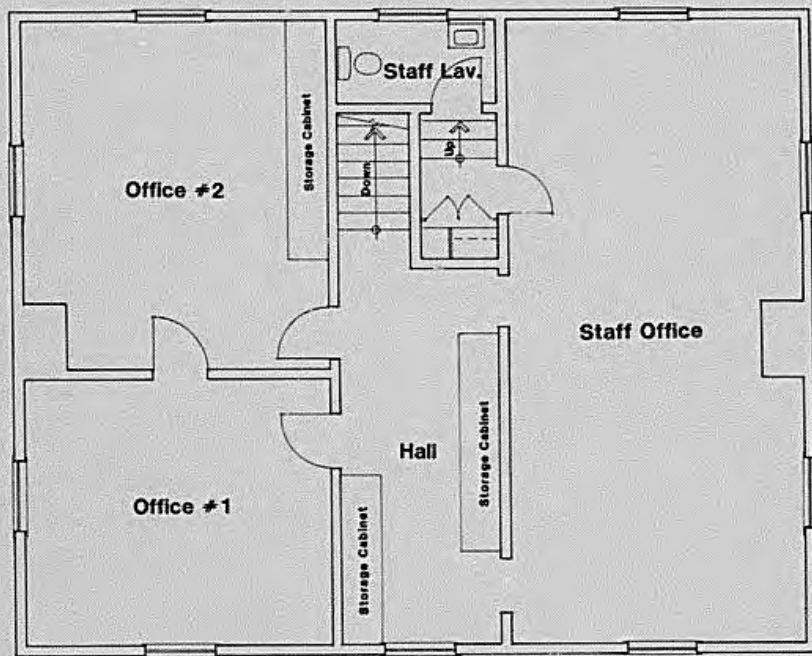 Staff Lav.
Storage Cabinet
Down
Up
Office #2
Staff Office
Hall
Storage Cabinet
Office #1
Storage Cabinet